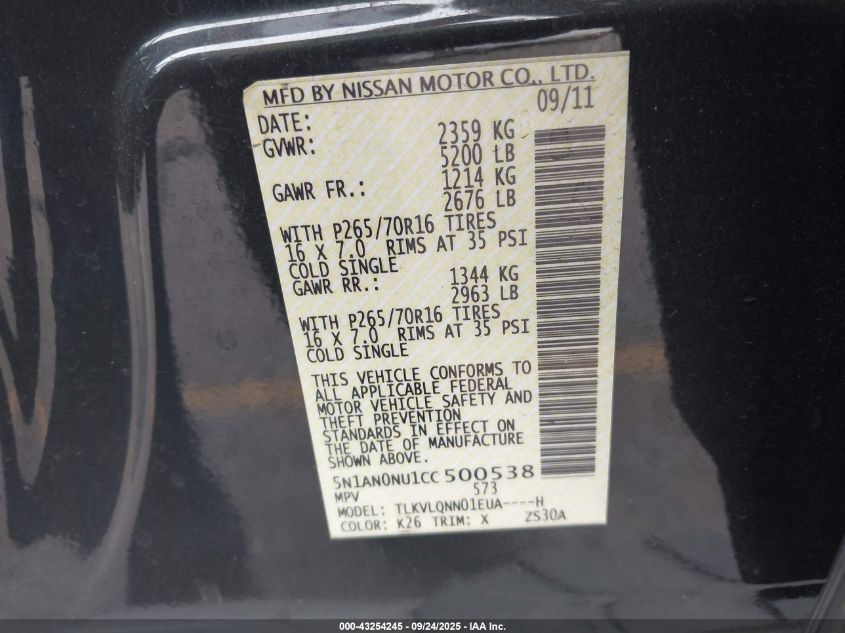 MFD BY NISSAN MOTOR CO., LTD.
DATE: 09/11
GVWR: 2359 KG
5200 LB
GAWR FR.: 1214 KG
2676 LB
WITH P265/70R16 TIRES
16 X 7.0 RIMS AT 35 PSI
COLD SINGLE
GAWR RR.: 1344 KG
2963 LB
WITH P265/70R16 TIRES
16 X 7.0 RIMS AT 35 PSI
COLD SINGLE
THIS VEHICLE CONFORMS TO
ALL APPLICABLE FEDERAL
MOTOR VEHICLE SAFETY AND
THEFT PREVENTION
STANDARDS IN EFFECT ON
THE DATE OF MANUFACTURE
SHOWN ABOVE.
5N1AN0NU1CC500538
MPV 573
MODEL: TLKVLQNN01EUA----H
COLOR: K26 TRIM: X ZS30A
000-43254245 - 09/24/2025 - IAA Inc.